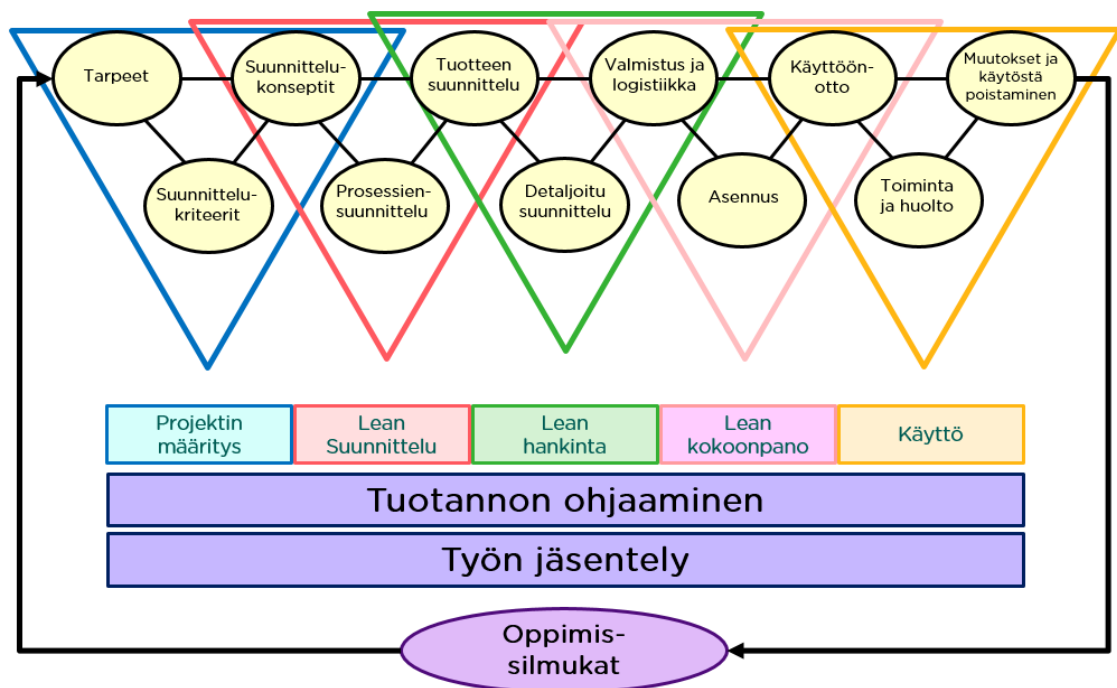 Tarpeet
Suunnittelu-
konseptit
Tuotteen
suunnittelu
Valmistus ja
logistiikka
Käyttöön-
otto
Muutokset ja
käytöstä
poistaminen
Suunnittelu-
kriteerit
Prosessien-
suunnittelu
Detaljoitu
suunnittelu
Asennus
Toiminta
ja huolto
Projektin
määritys
Lean
Suunnittelu
Lean
hankinta
Lean
kokoonpano
Käyttö
Tuotannon ohjaaminen
Työn jäsentely
Oppimis-
silmukat